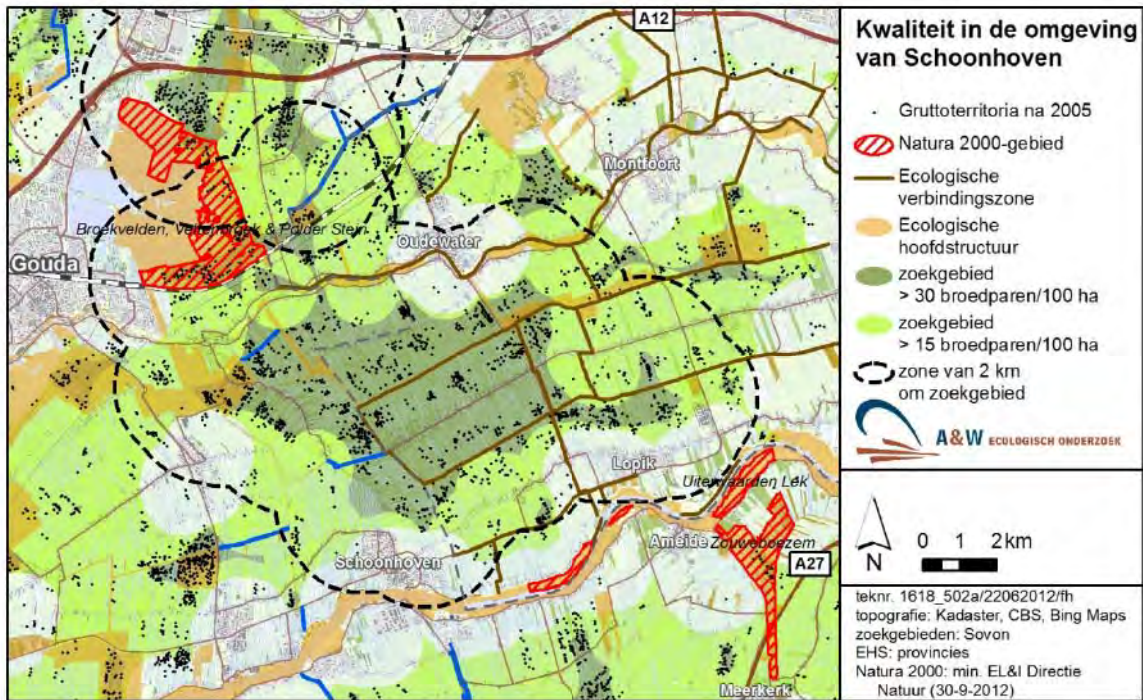 A12
Montfoort
Broekvelden, Vettenbroek & Polder Stein
Oudewater
Gouda
Lopik
Uiterwaarden Lek
Ameide
Zouweboezem
A27
Schoonhoven
Meerkerk
Kwaliteit in de omgeving
van Schoonhoven
Gruttoterritoria na 2005
Natura 2000-gebied
Ecologische
verbindingszone
Ecologische
hoofdstructuur
zoekgebied
> 30 broedparen/100 ha
zoekgebied
> 15 broedparen/100 ha
zone van 2 km
om zoekgebied
A&W ECOLOGISCH ONDERZOEK
N
0 1 2km
teknr. 1618_502a/22062012/fh
topografie: Kadaster, CBS, Bing Maps
zoekgebieden: Sovon
EHS: provincies
Natura 2000: min. EL&I Directie
Natuur (30-9-2012)